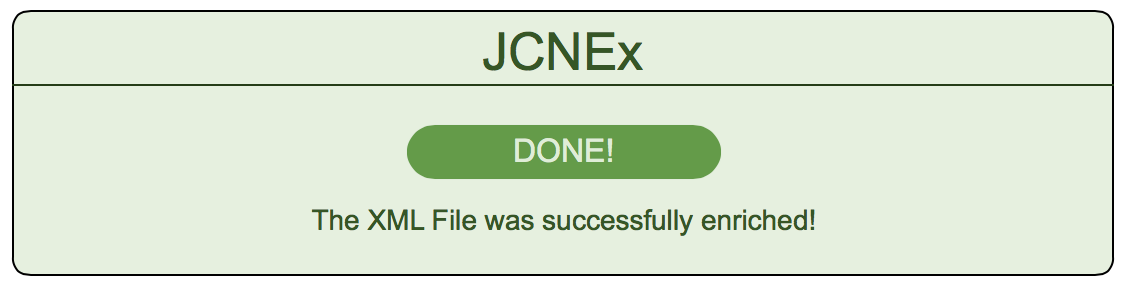 JCNEx
DONE!
The XML File was successfully enriched!